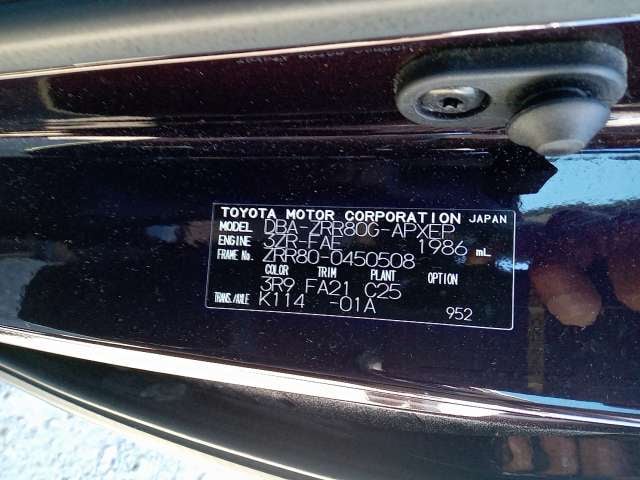 TOYOTA MOTOR CORPORATION JAPAN
MODEL DBA-ZRR80G-APXEP
ENGINE 3ZR-FAE 1986 mL
FRAME No. ZRR80-0450508
COLOR TRIM PLANT OPTION
3R9 FA21 C25
TRANS./AXLE K114 -01A
952